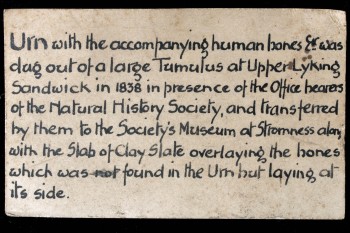 Urn with the accompanying human bones &c was
dug out of a large Tumulus at Upper Lyking
Sandwick in 1838 in presence of the Office bearers
of the Natural History Society, and transferred
by them to the Society's Museum at Stromness along
with the Slab of Clay Slate overlaying the bones
which was not found in the Urn but laying at
its side.